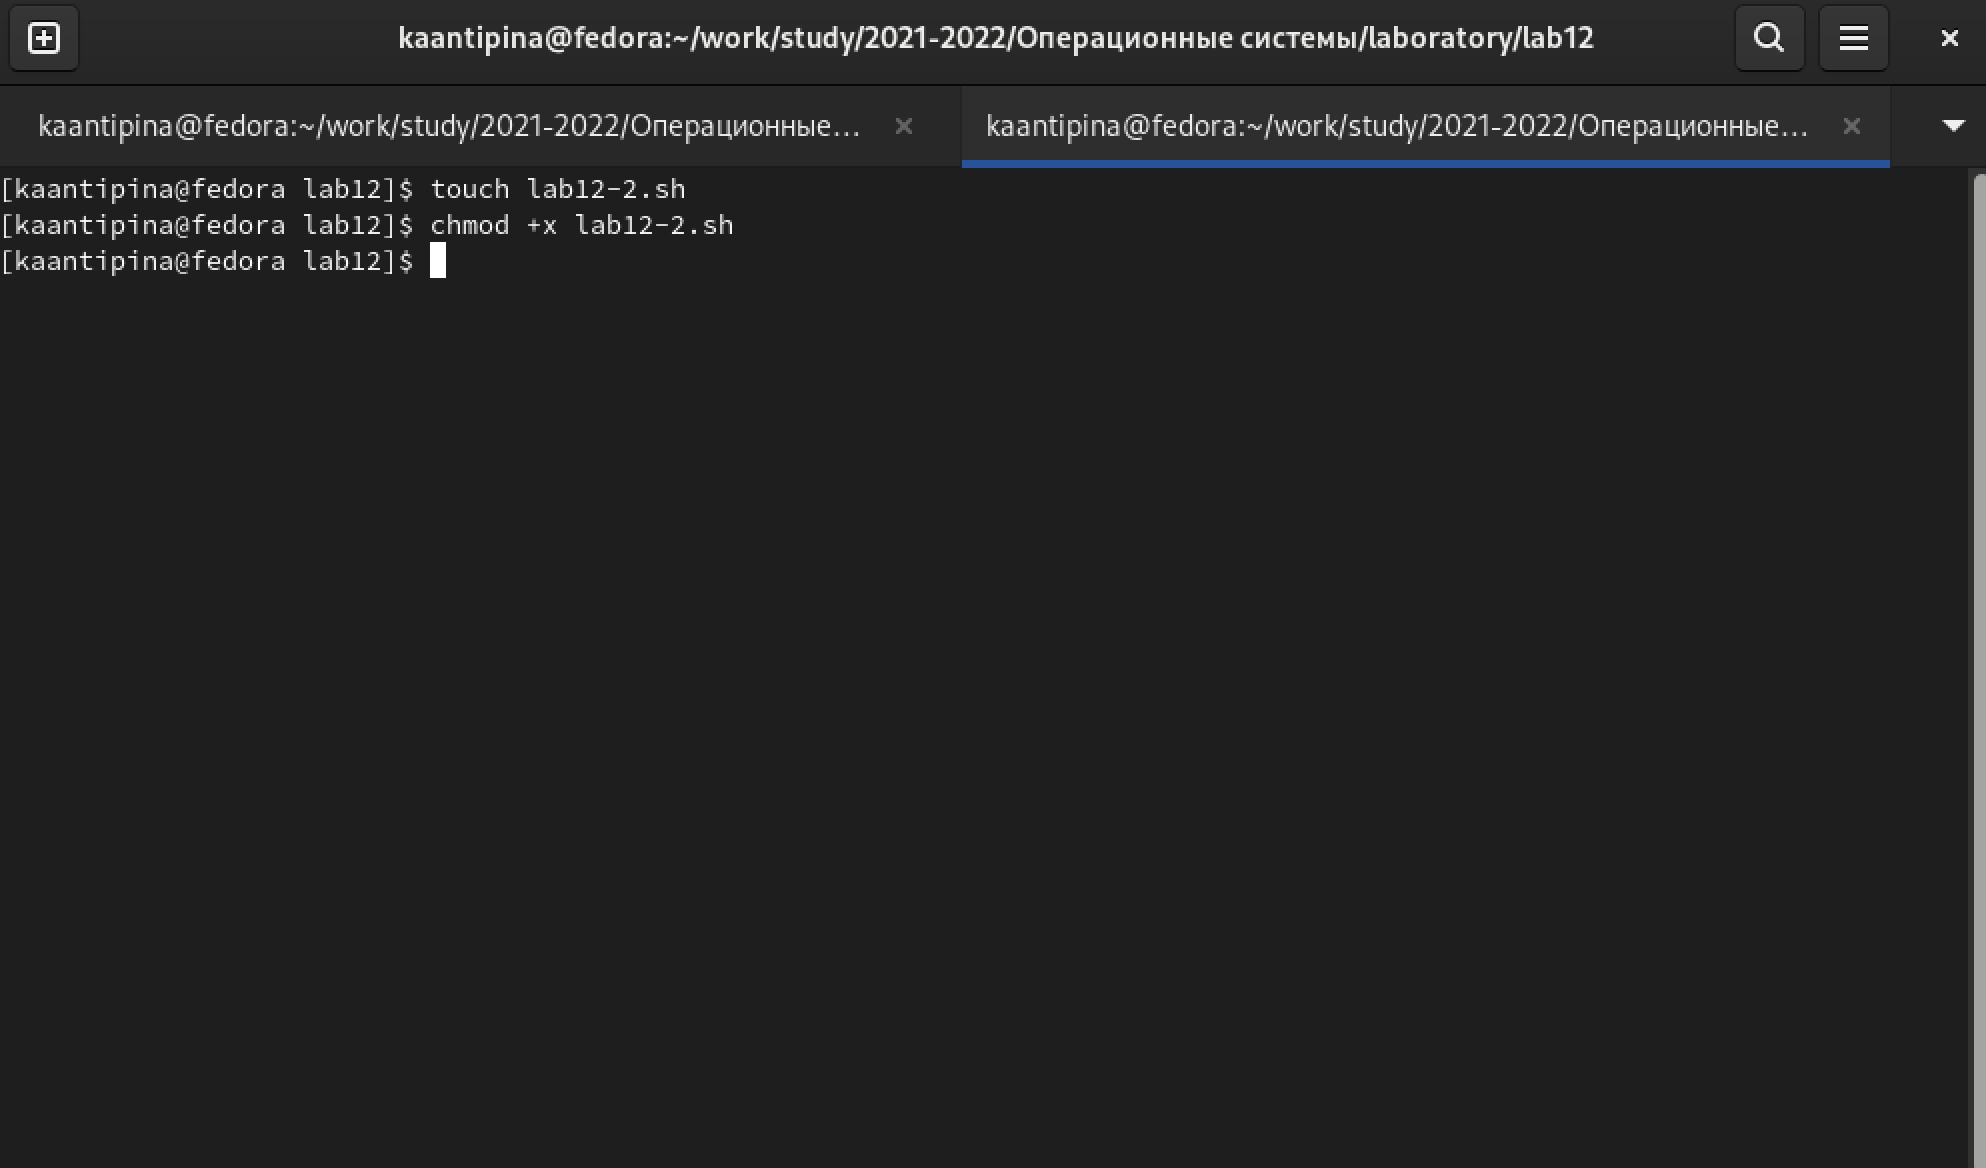 kaantipina@fedora:~/work/study/2021-2022/Операционные системы/laboratory/lab12
kaantipina@fedora:~/work/study/2021-2022/Операционные...
kaantipina@fedora:~/work/study/2021-2022/Операционные...
[kaantipina@fedora lab12]$ touch lab12-2.sh
[kaantipina@fedora lab12]$ chmod +x lab12-2.sh
[kaantipina@fedora lab12]$